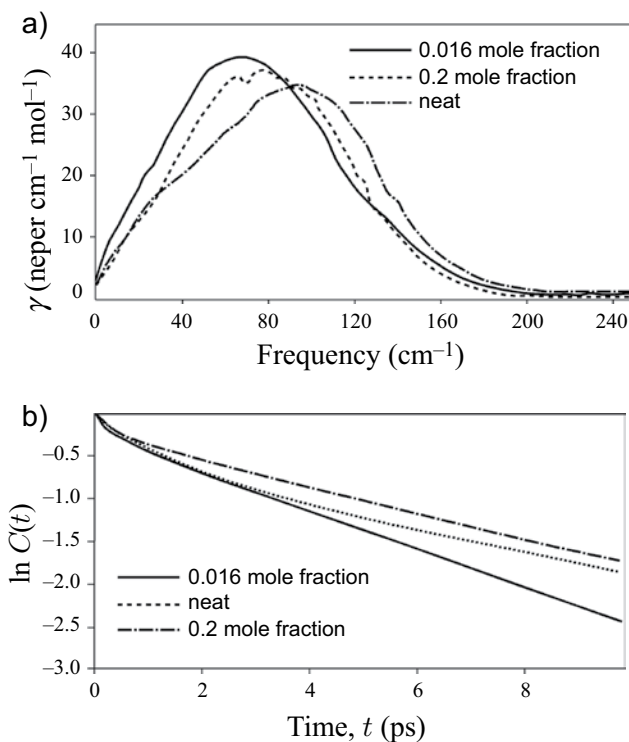 a)
40
30
20
10
0
γ (neper cm–1 mol–1)
0.016 mole fraction
0.2 mole fraction
neat
0 40 80 120 160 200 240
Frequency (cm–1)
b)
–0.5
–1.0
–1.5
–2.0
–2.5
–3.0
ln C(t)
0.016 mole fraction
neat
0.2 mole fraction
0 2 4 6 8
Time, t (ps)